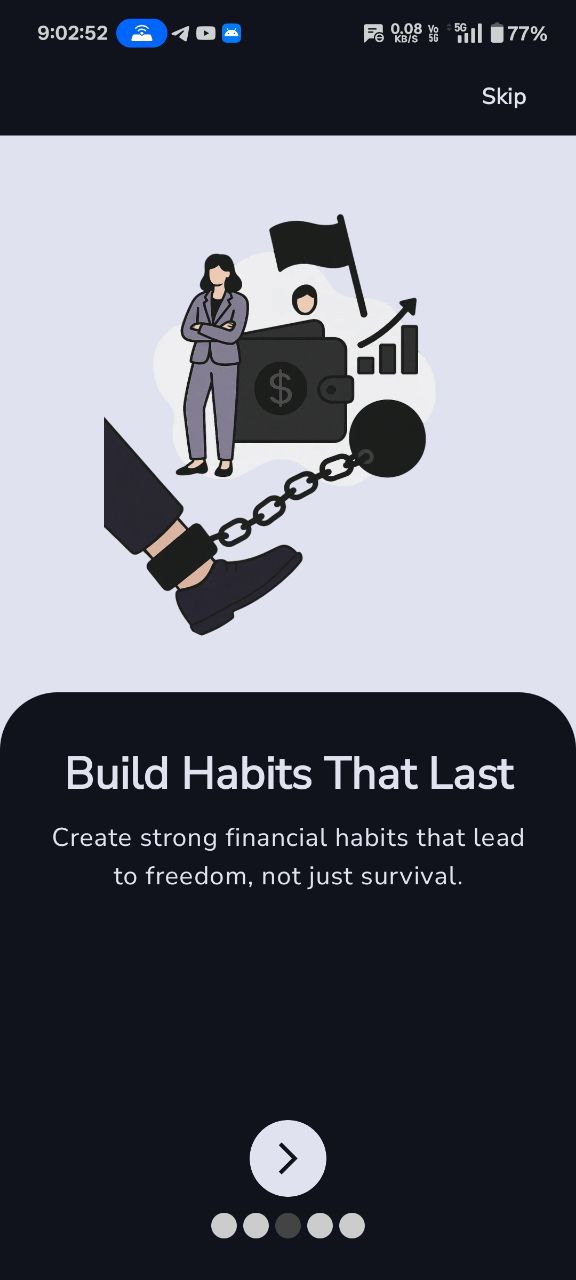 9:02:52
0.08
KB/S
Vo
5G
5G
77%
Skip
$
Build Habits That Last
Create strong financial habits that lead
to freedom, not just survival.